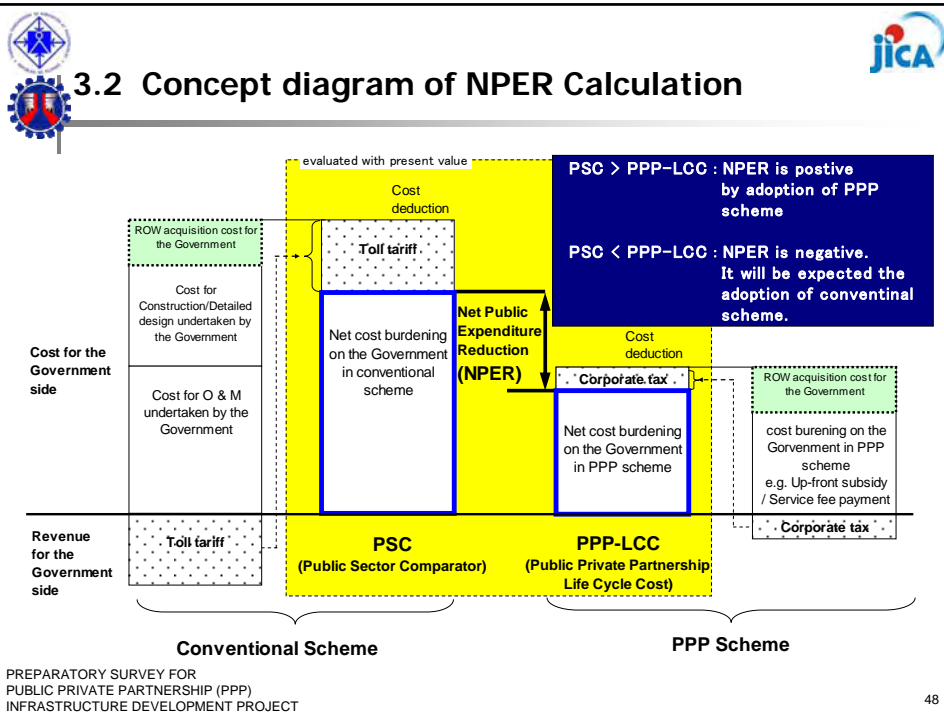 jICA
3.2 Concept diagram of NPER Calculation
evaluated with present value
PSC > PPP-LCC : NPER is postive
by adoption of PPP
scheme
PSC < PPP-LCC : NPER is negative.
It will be expected the
adoption of conventinal
scheme.
Cost
deduction
ROW acquisition cost for
the Government
Toll tariff
Cost for
Construction/Detailed
design undertaken by
the Government
Net Public
Expenditure
Reduction
(NPER)
Net cost burdening
on the Government
in conventional
scheme
Cost
deduction
Cost for the
Government
side
Corporate tax
ROW acquisition cost for
the Government
Cost for O & M
undertaken by the
Government
Net cost burdening
on the Government
in PPP scheme
cost burening on the
Gorvenment in PPP
scheme
e.g. Up-front subsidy
/ Service fee payment
Corporate tax
Revenue
for the
Government
side
Toll tariff
PSC
(Public Sector Comparator)
PPP-LCC
(Public Private Partnership
Life Cycle Cost)
Conventional Scheme
PPP Scheme
PREPARATORY SURVEY FOR
PUBLIC PRIVATE PARTNERSHIP (PPP)
INFRASTRUCTURE DEVELOPMENT PROJECT
48